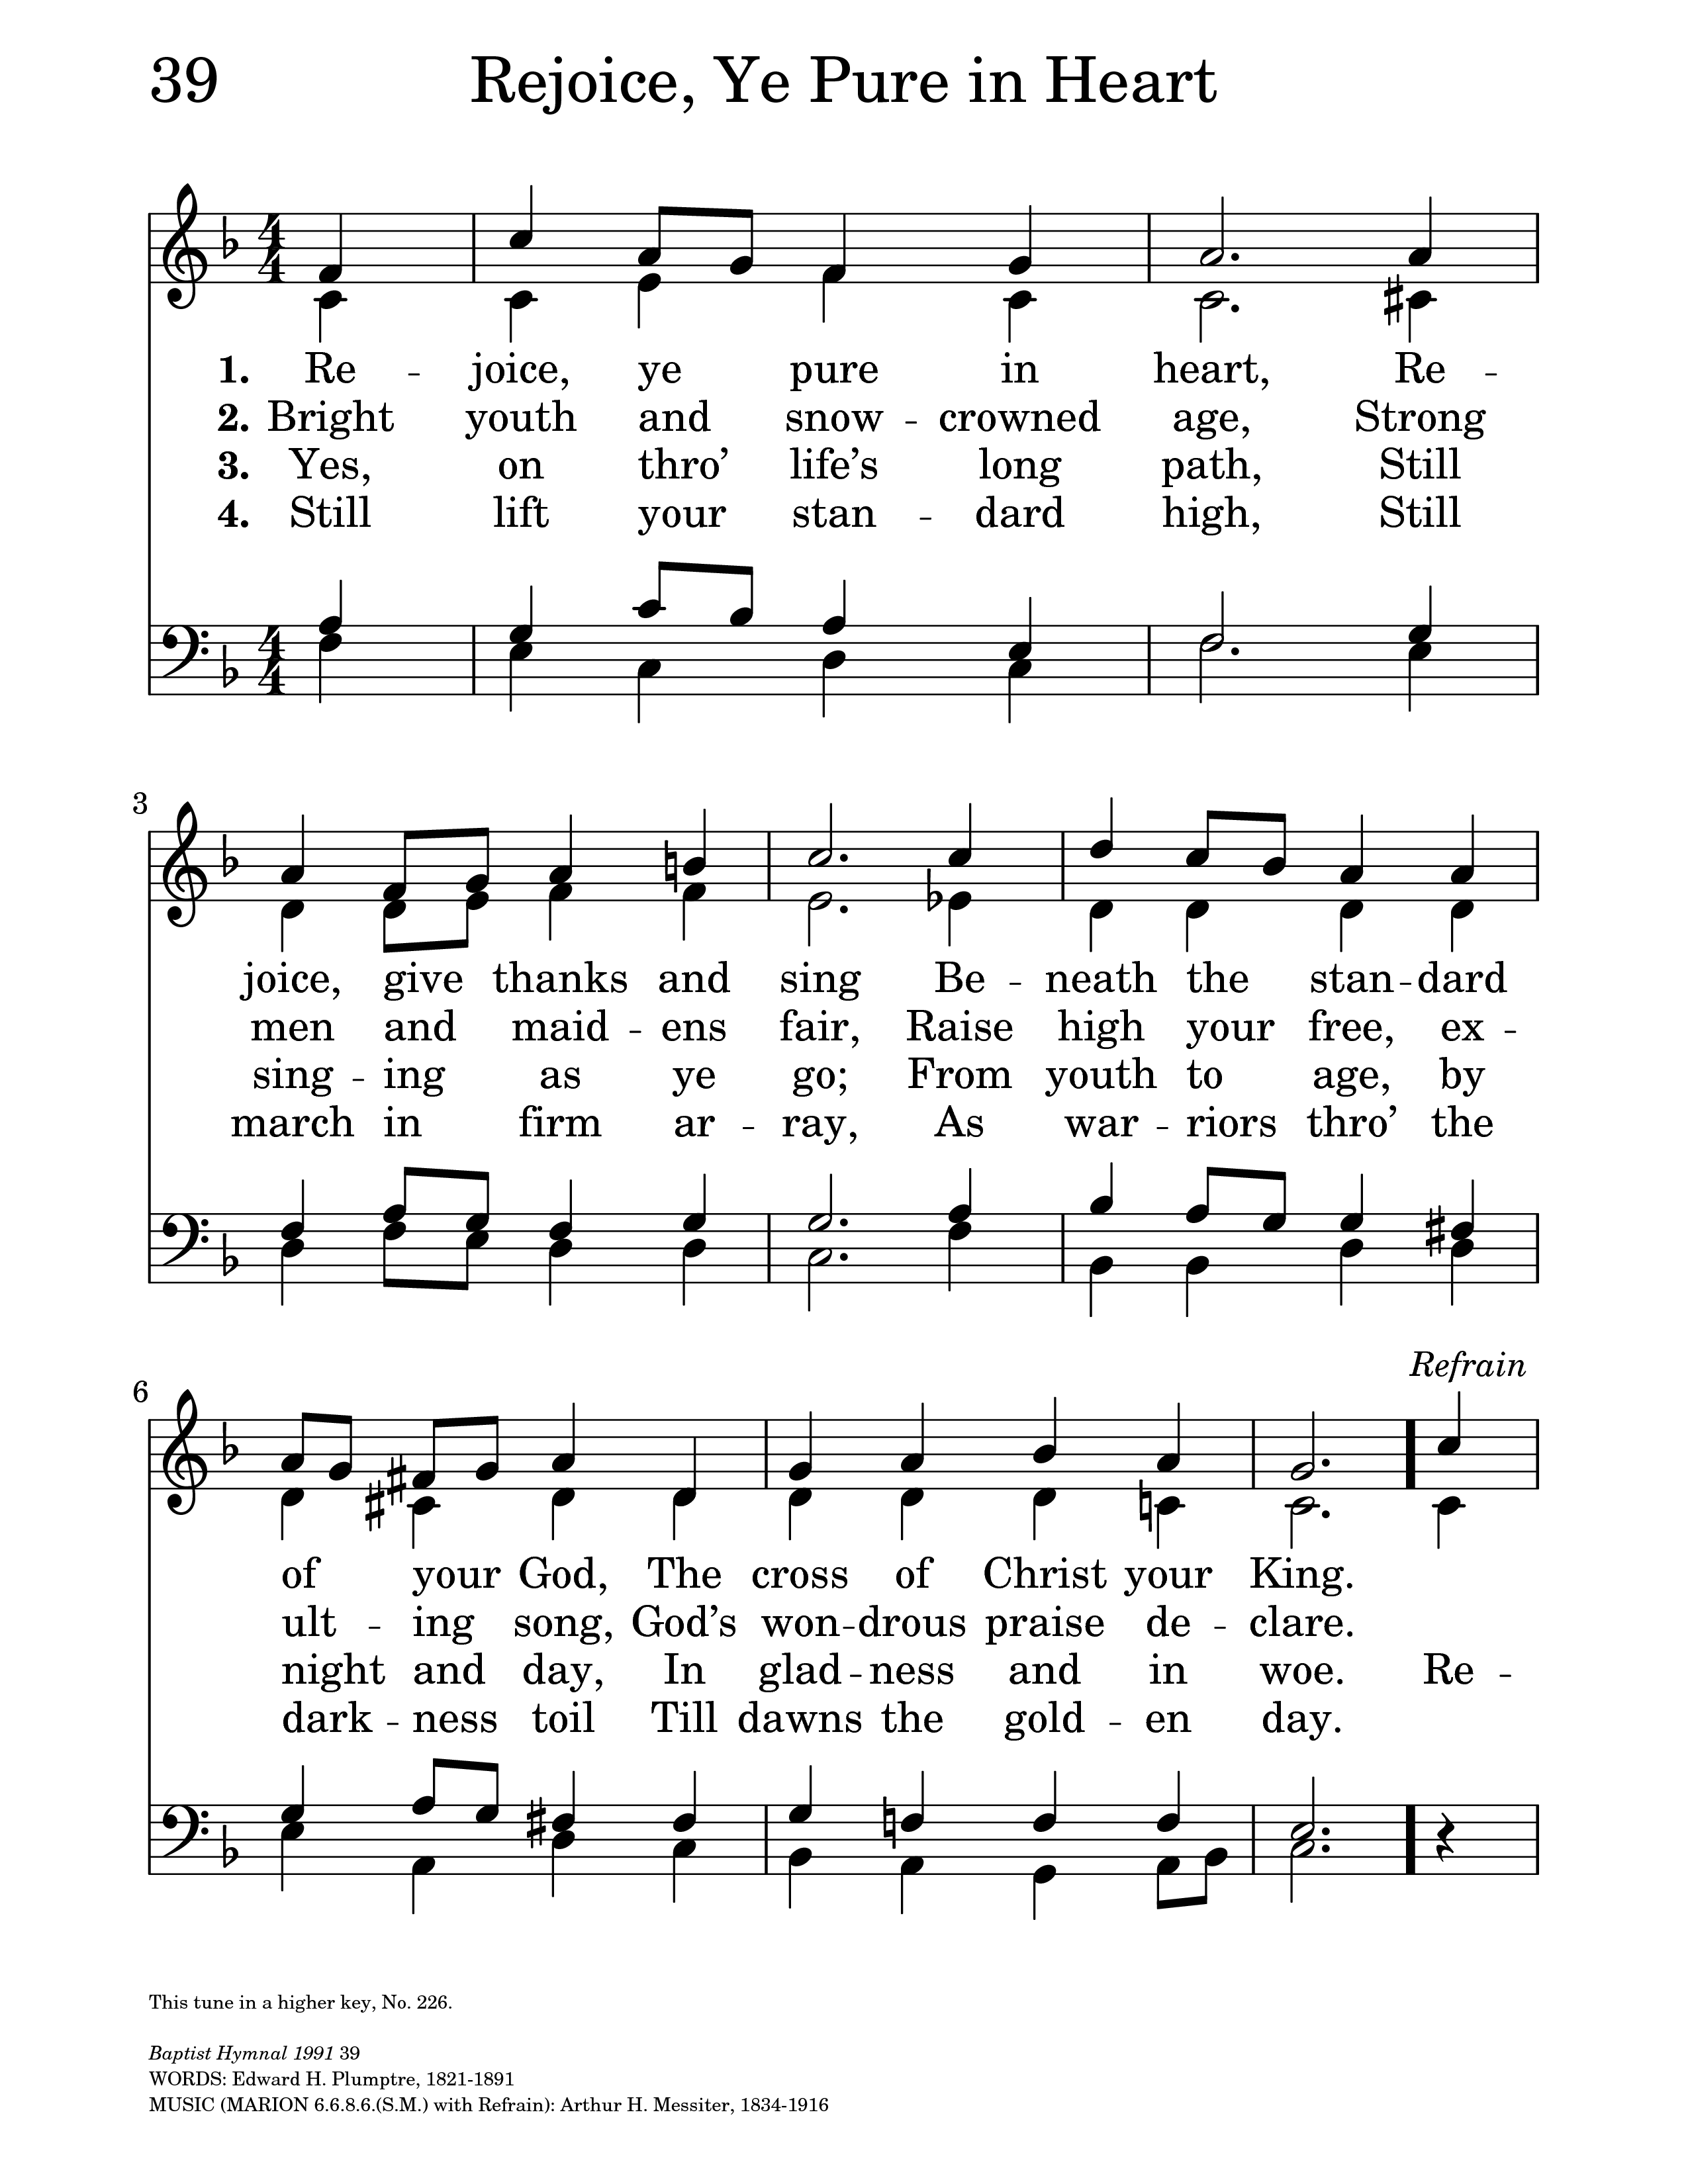 39 Rejoice, Ye Pure in Heart
1. Re - joice, ye pure in heart, Re -
2. Bright youth and snow - crowned age, Strong
3. Yes, on thro’ life’s long path, Still
4. Still lift your stan - dard high, Still
3
joice, give thanks and sing Be - neath the stan - dard
men and maid - ens fair, Raise high your free, ex -
sing - ing as ye go; From youth to age, by
march in firm ar - ray, As war - riors thro’ the
Refrain
6
of your God, The cross of Christ your King.
ult - ing song, God’s won - drous praise de - clare.
night and day, In glad - ness and in woe. Re -
dark - ness toil Till dawns the gold - en day.
This tune in a higher key, No. 226.
Baptist Hymnal 1991 39
WORDS: Edward H. Plumptre, 1821-1891
MUSIC (MARION 6.6.8.6.(S.M.) with Refrain): Arthur H. Messiter, 1834-1916